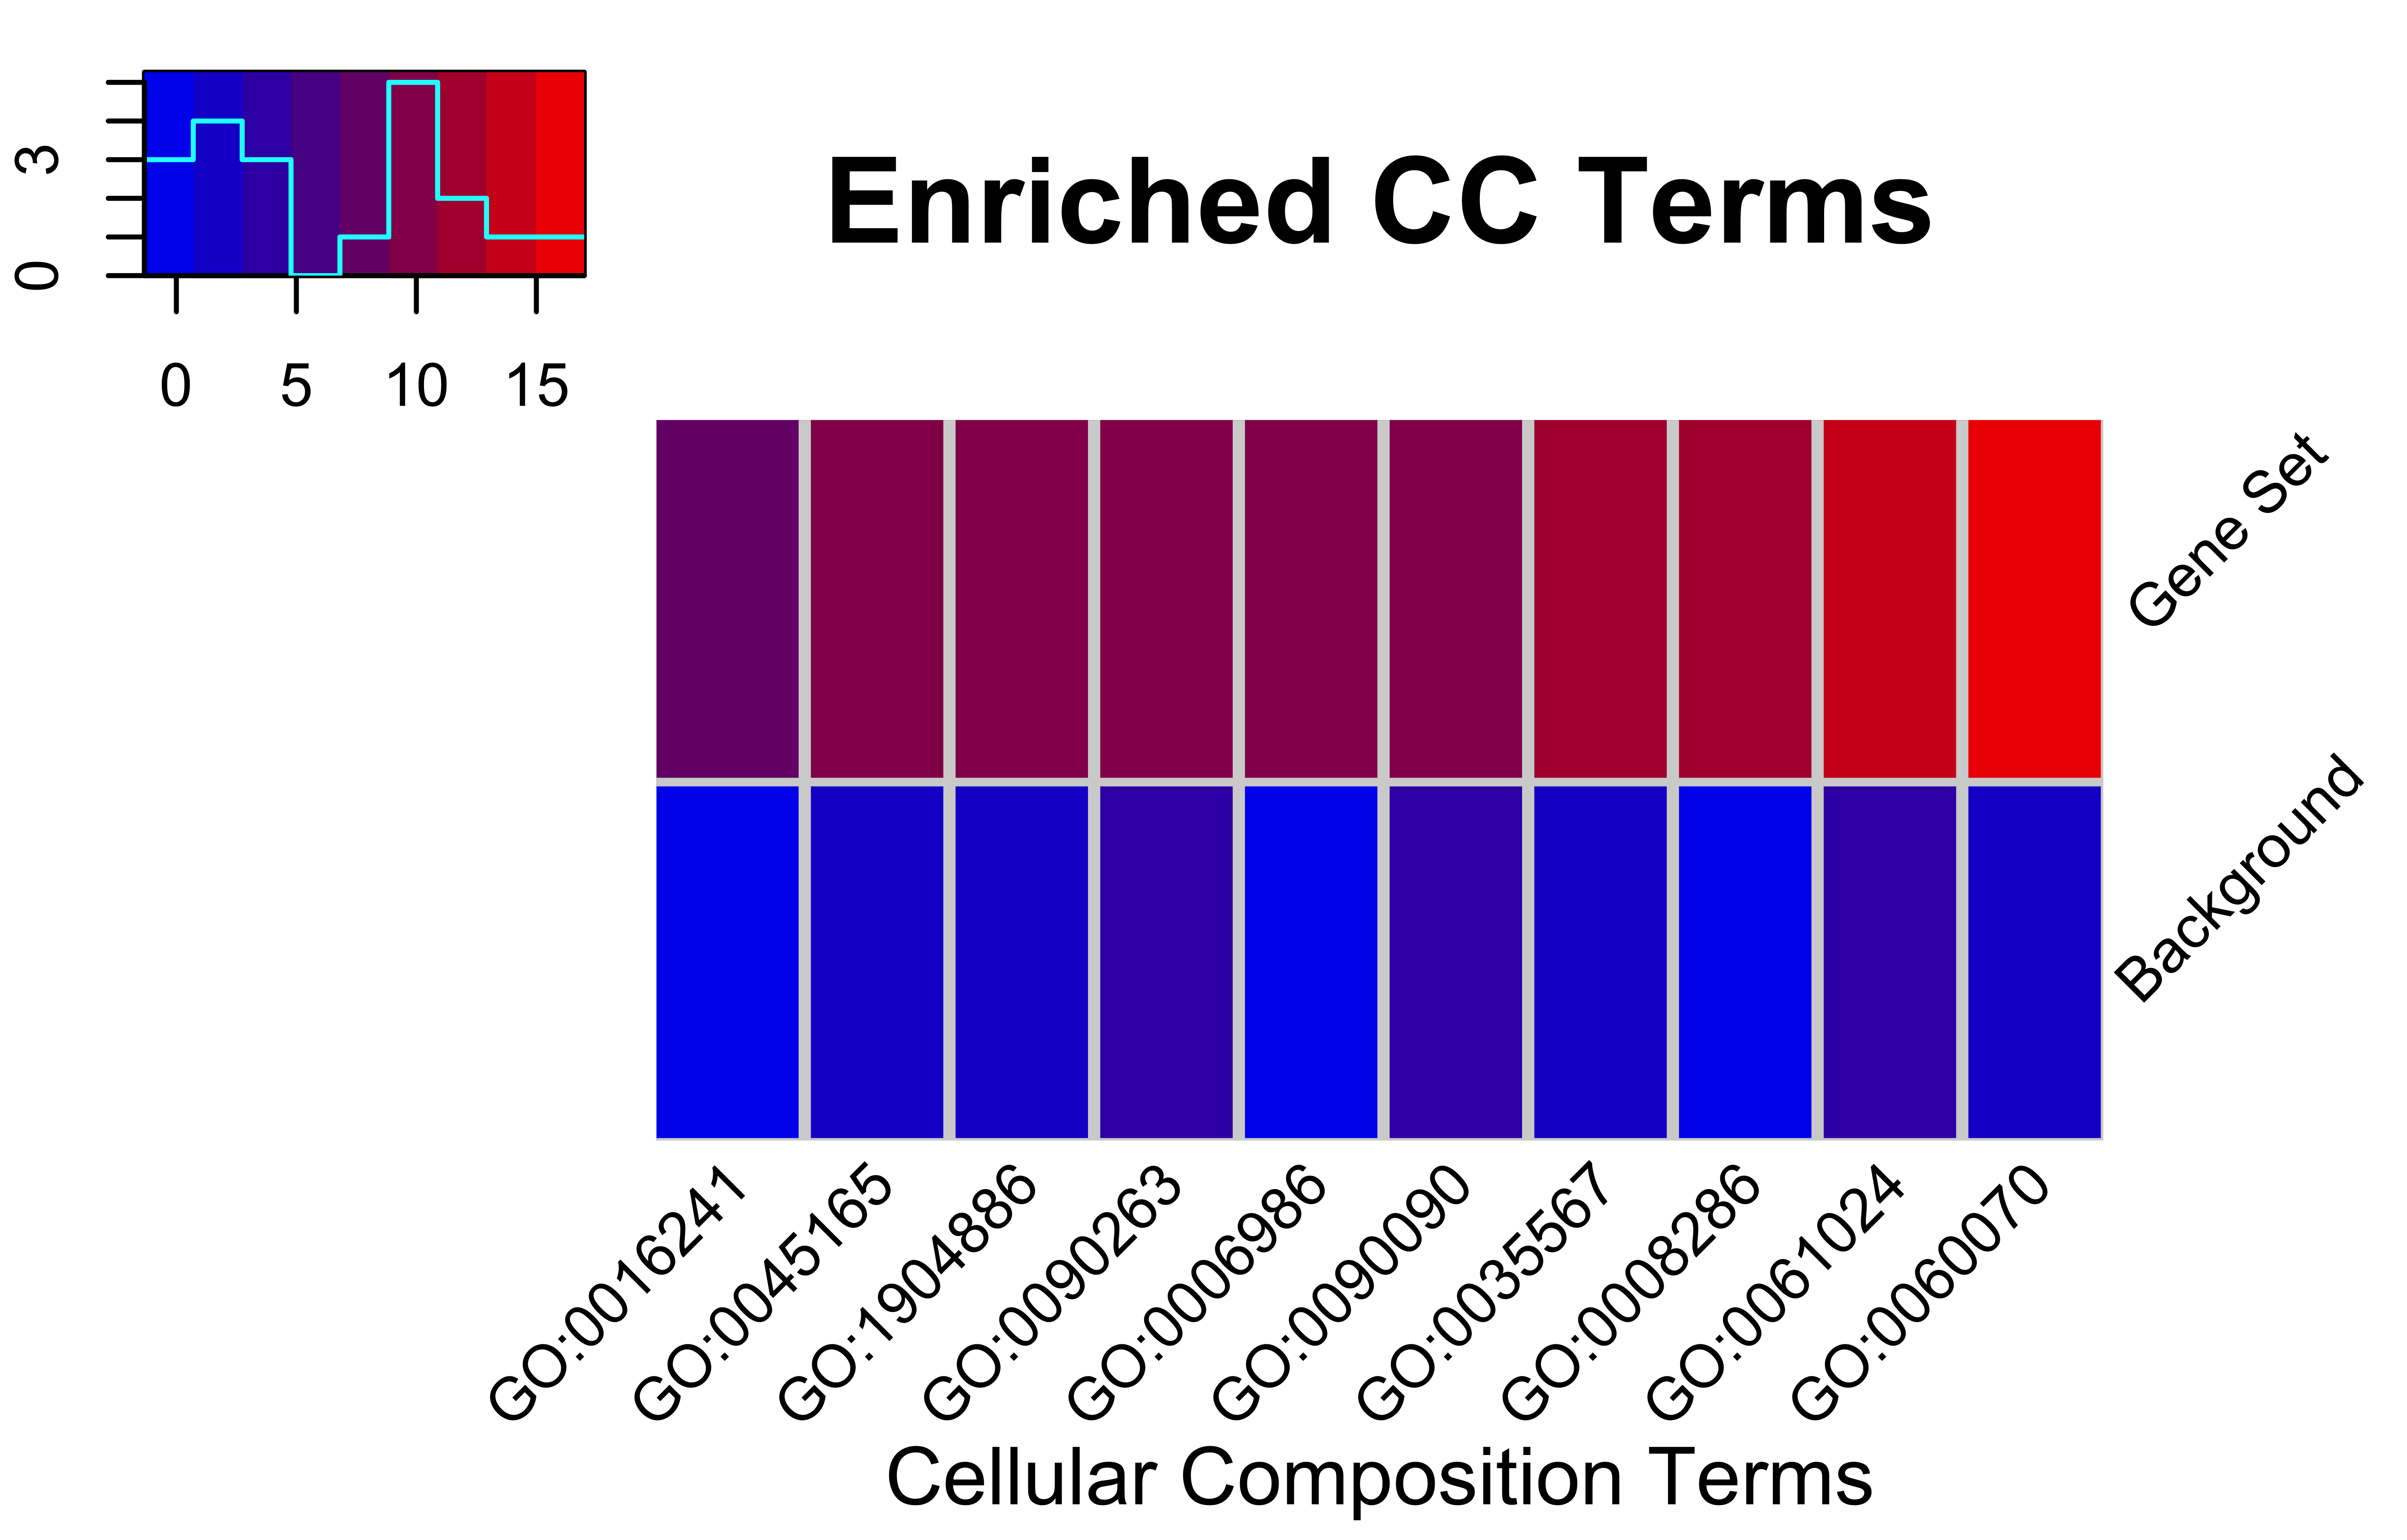 3
0
0 5 10 15
Enriched CC Terms
Gene Set
Background
GO:0016241
GO:0045165
GO:1904886
GO:0090263
GO:0006986
GO:0090090
GO:0035567
GO:0008286
GO:0061024
GO:0060070
Cellular Composition Terms